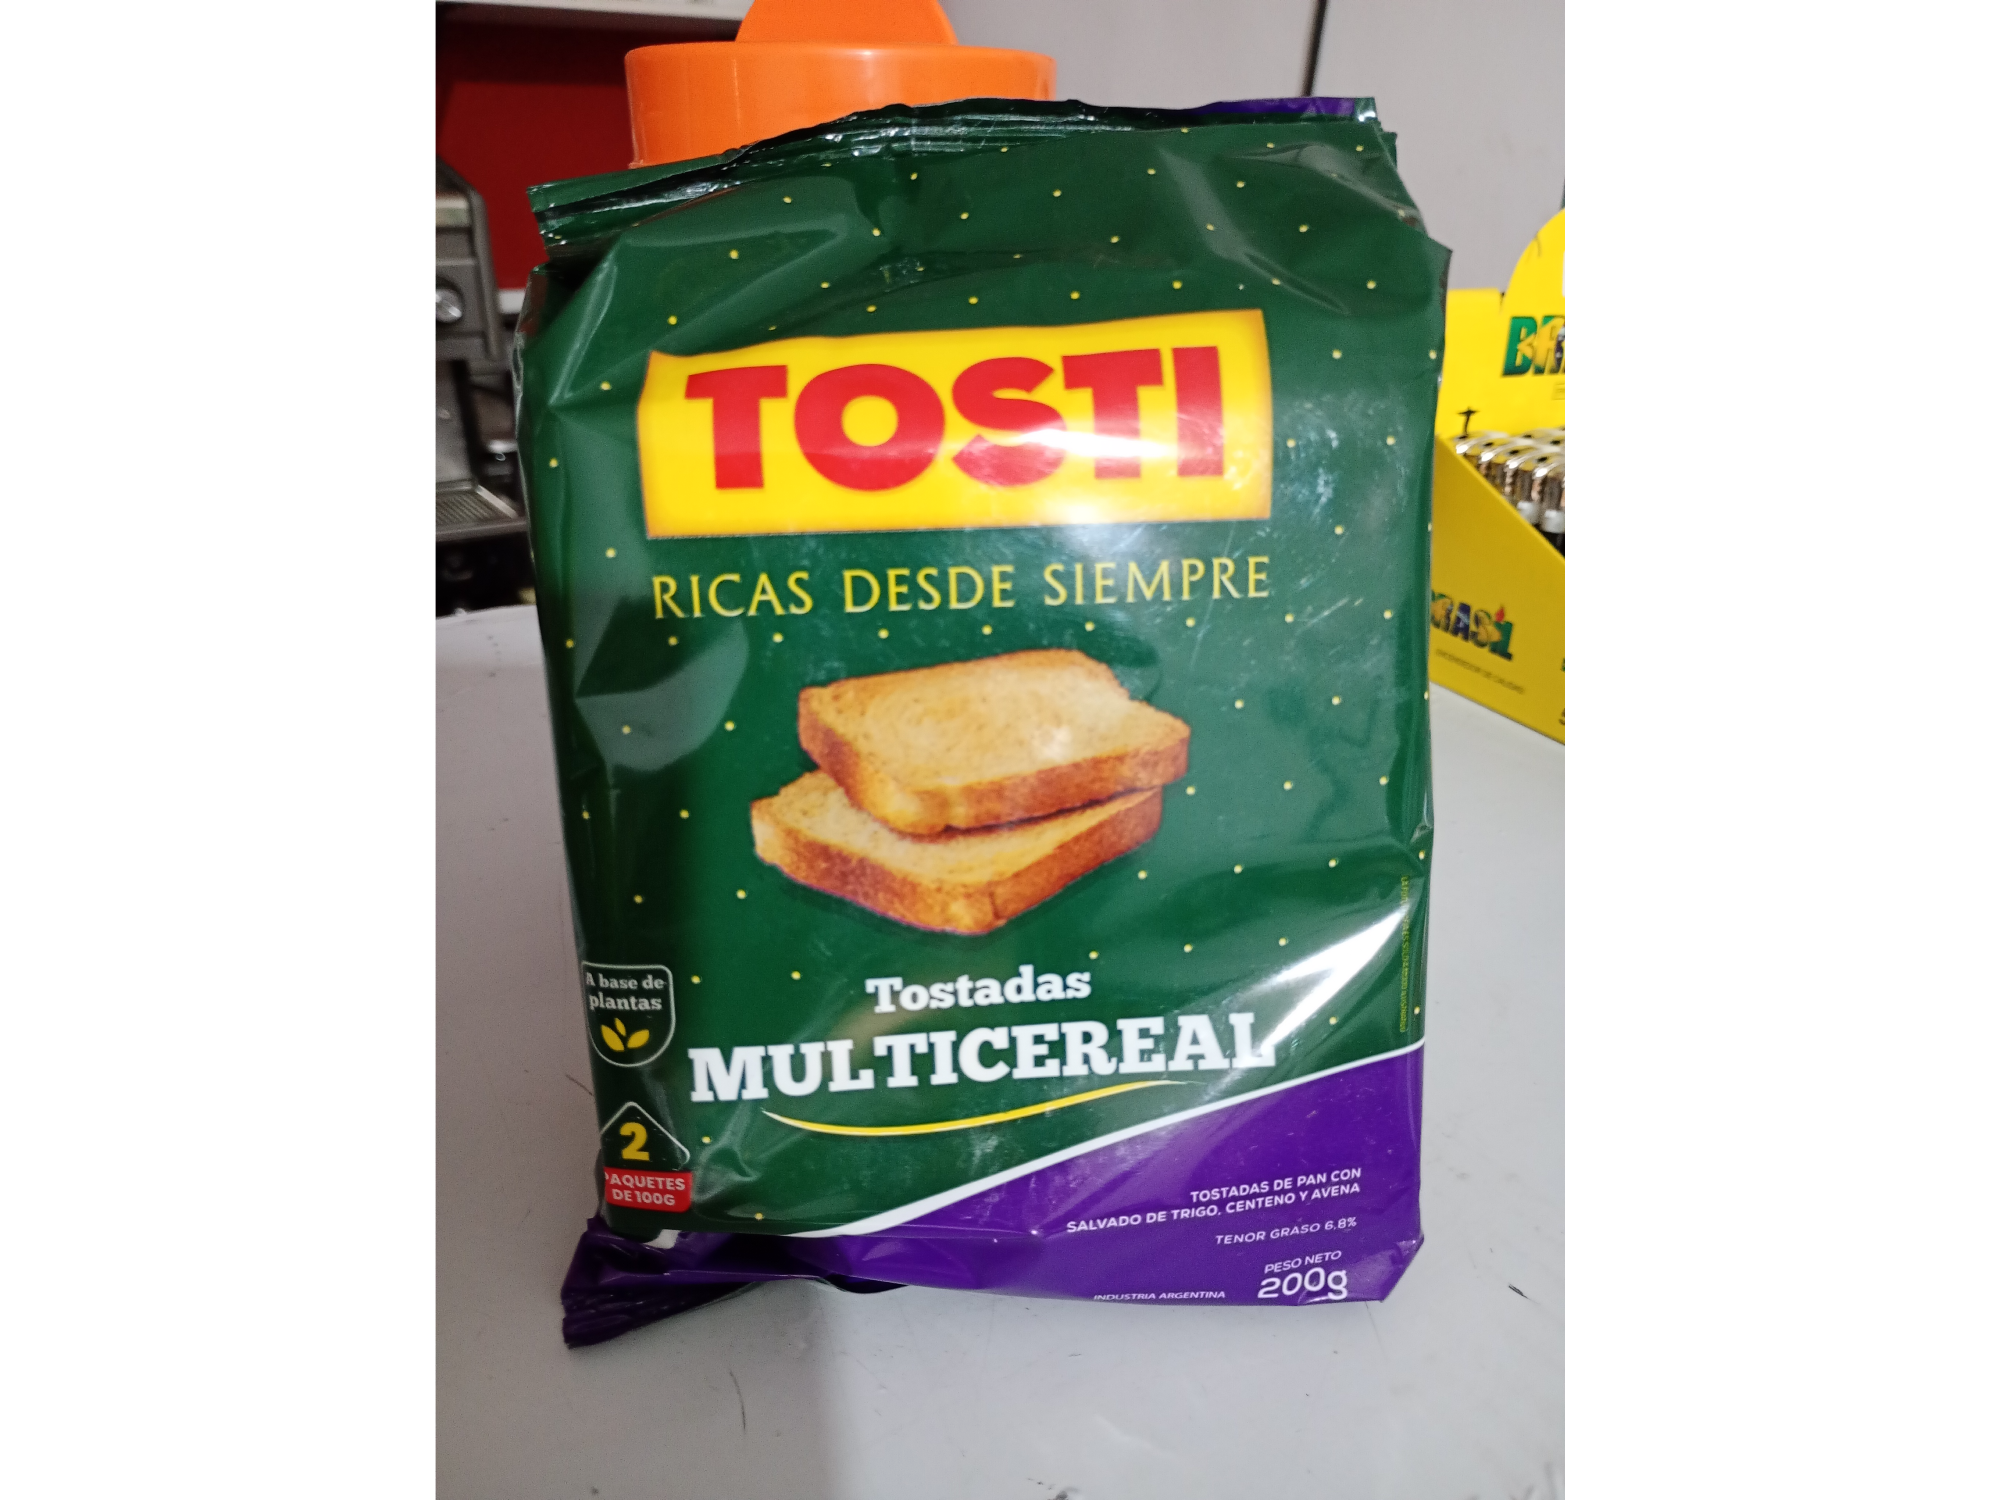 TOSTI
RICAS DESDE SIEMPRE
A base de
plantas
Tostadas
MULTICEREAL
2
PAQUETES
DE 100G
TOSTADAS DE PAN CON
SALVADO DE TRIGO, CENTENO Y AVENA
TENOR GRASO 6,8%
PESO NETO
200g
INDUSTRIA ARGENTINA